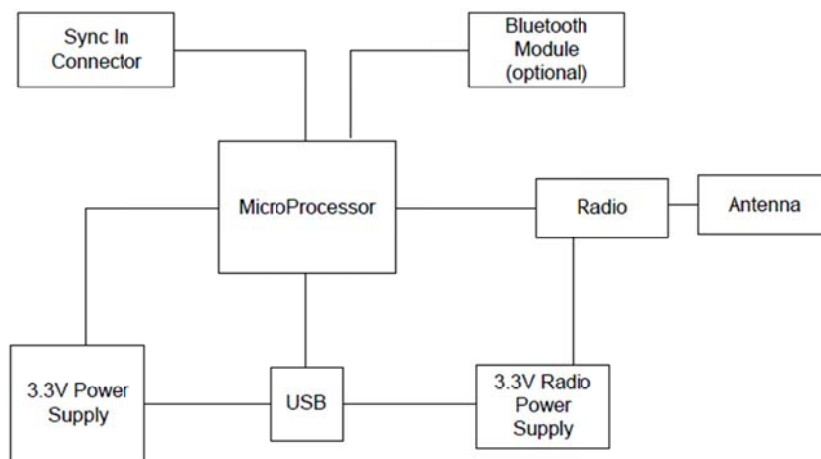 Sync In
Connector
Bluetooth
Module
(optional)
MicroProcessor
Radio
Antenna
3.3V Power
Supply
USB
3.3V Radio
Power
Supply